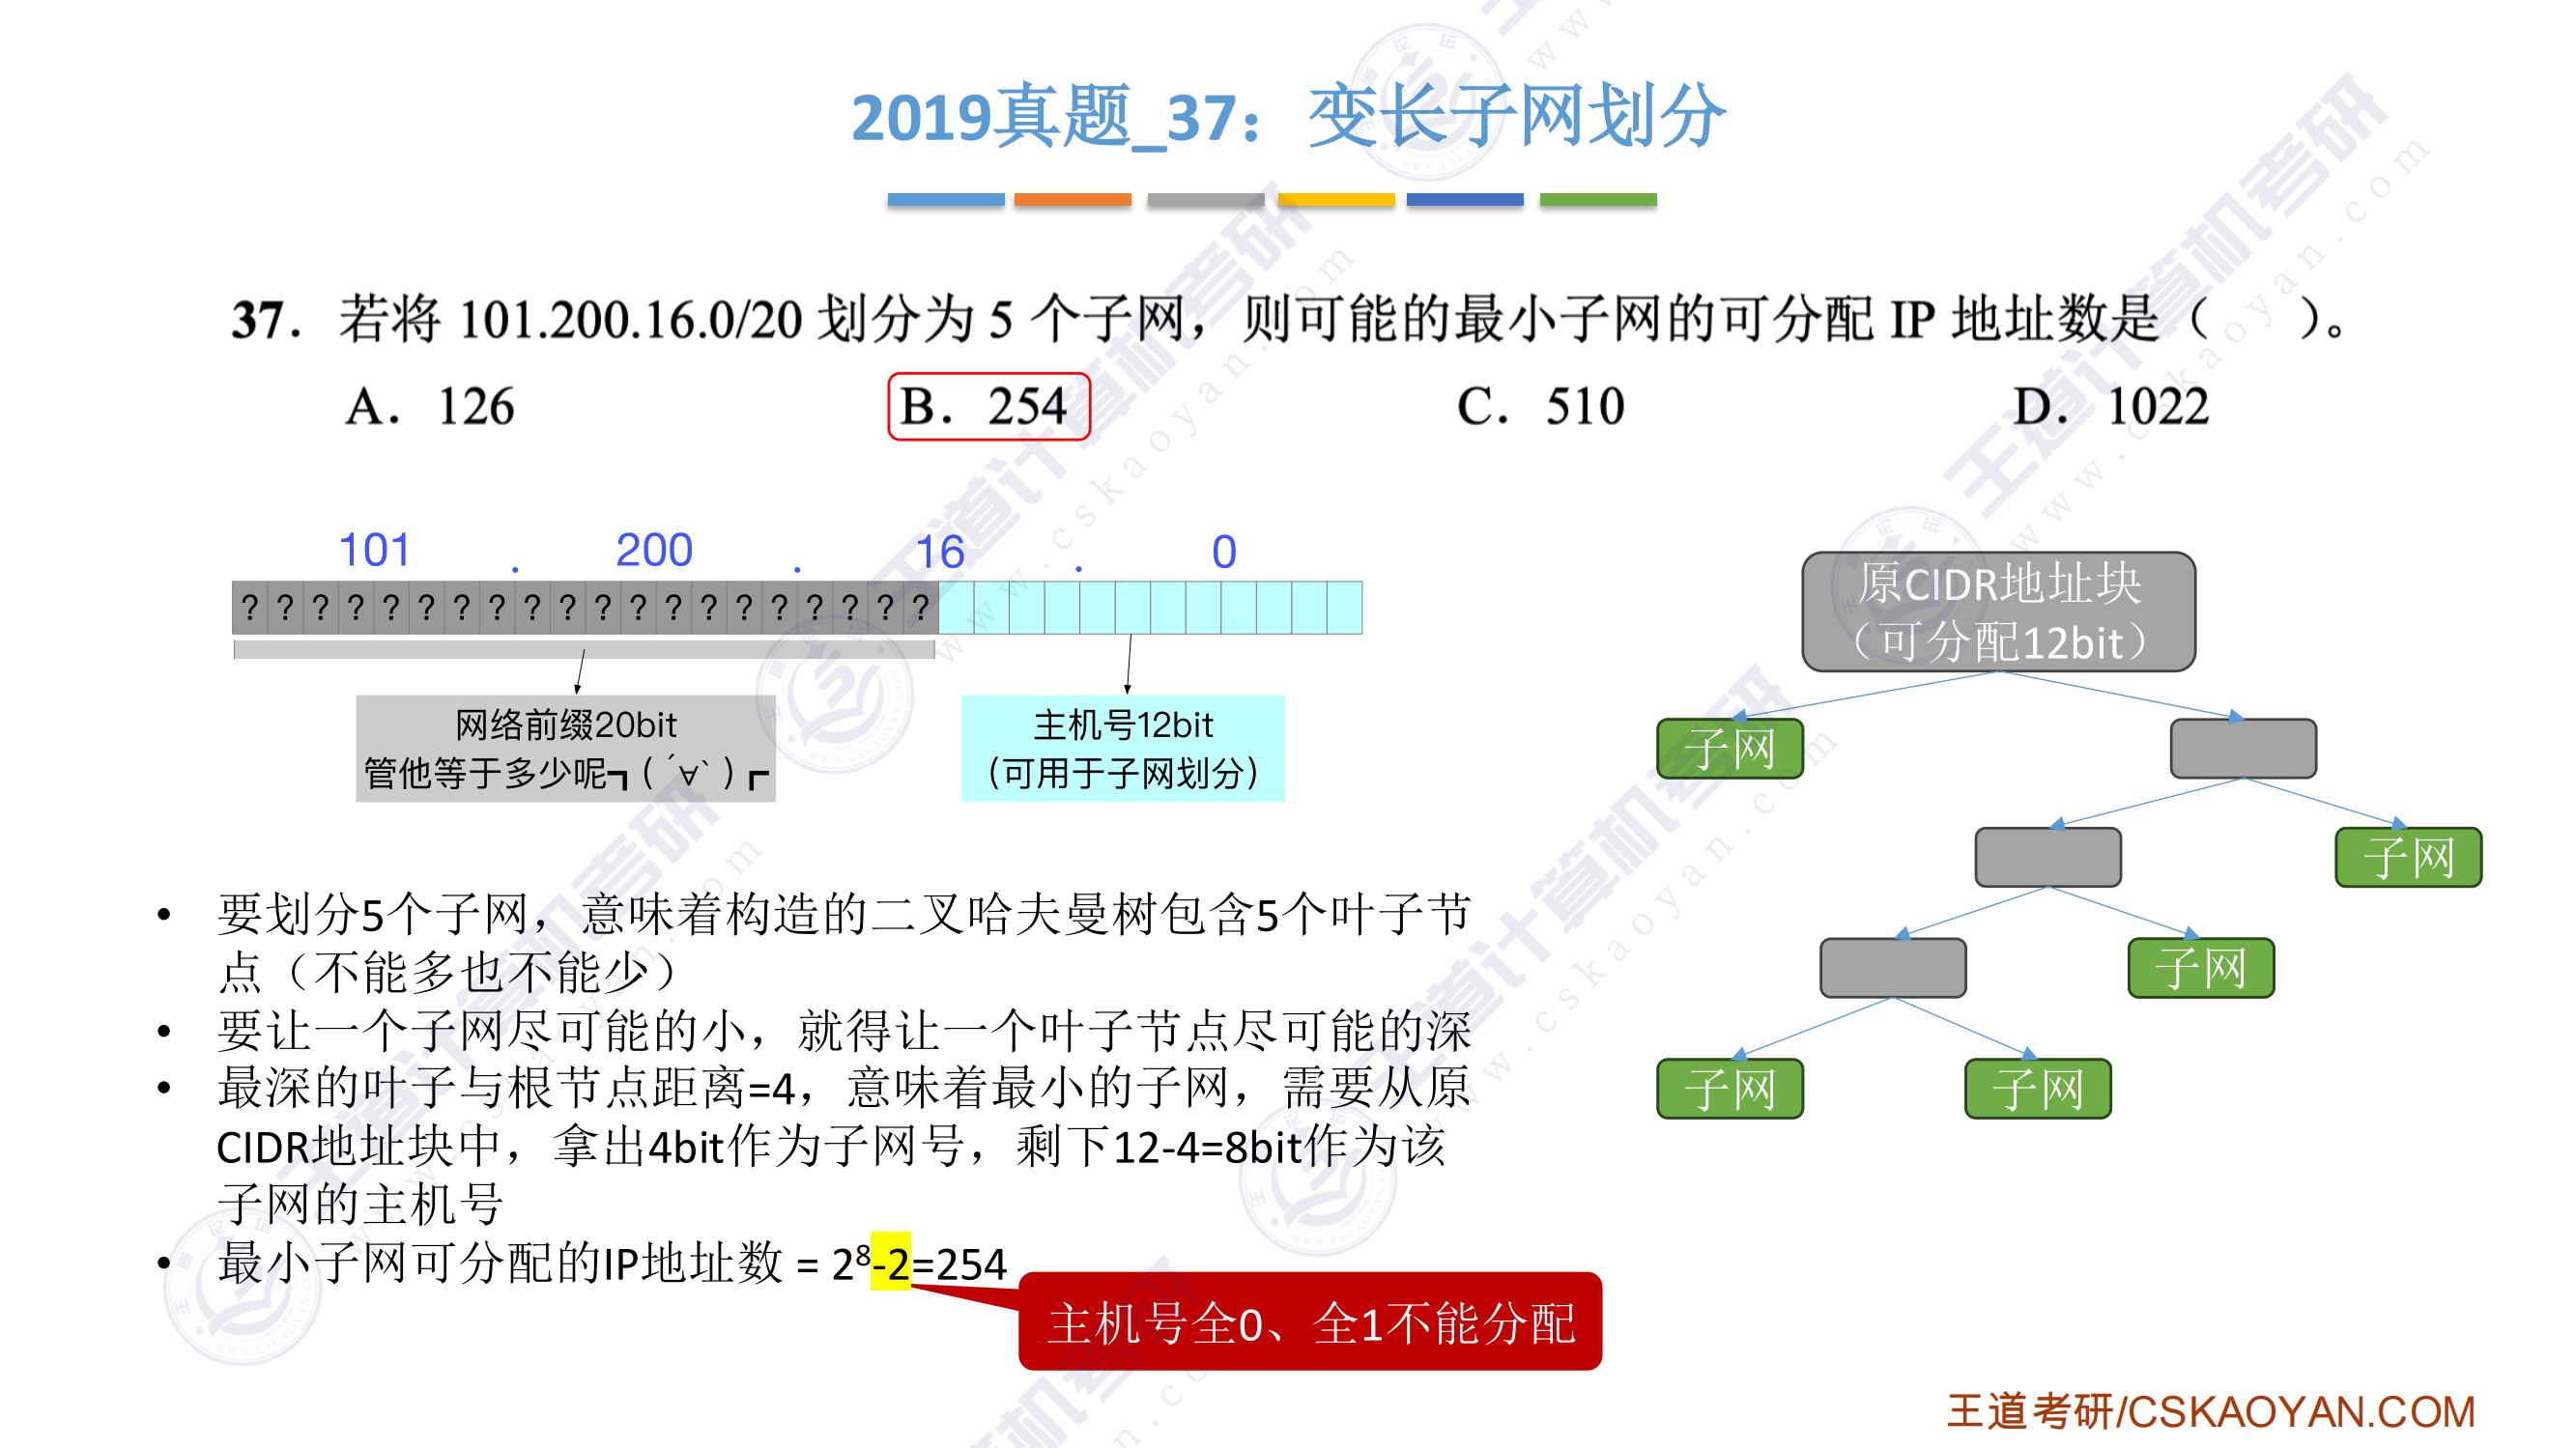 2019真题_37：变长子网划分
37. 若将 101.200.16.0/20 划分为 5 个子网，则可能的最小子网的可分配 IP 地址数是（　　）。
A. 126　　B. 254　　C. 510　　D. 1022
101 . 200 . 16 . 0
? ? ? ? ? ? ? ? ? ? ? ? ? ? ? ? ? ? ? ?
网络前缀20bit
管他等于多少呢┓( ´∀` )┏
主机号12bit
(可用于子网划分)
原CIDR地址块
（可分配12bit）
子网
子网
子网
子网 子网
• 要划分5个子网，意味着构造的二叉哈夫曼树包含5个叶子节
点（不能多也不能少）
• 要让一个子网尽可能的小，就得让一个叶子节点尽可能的深
• 最深的叶子与根节点距离=4，意味着最小的子网，需要从原
CIDR地址块中，拿出4bit作为子网号，剩下12-4=8bit作为该
子网的主机号
• 最小子网可分配的IP地址数 = 2⁸-2=254
主机号全0、全1不能分配
王道考研/CSKAOYAN.COM
王道计算机考研
www.cskaoyan.com